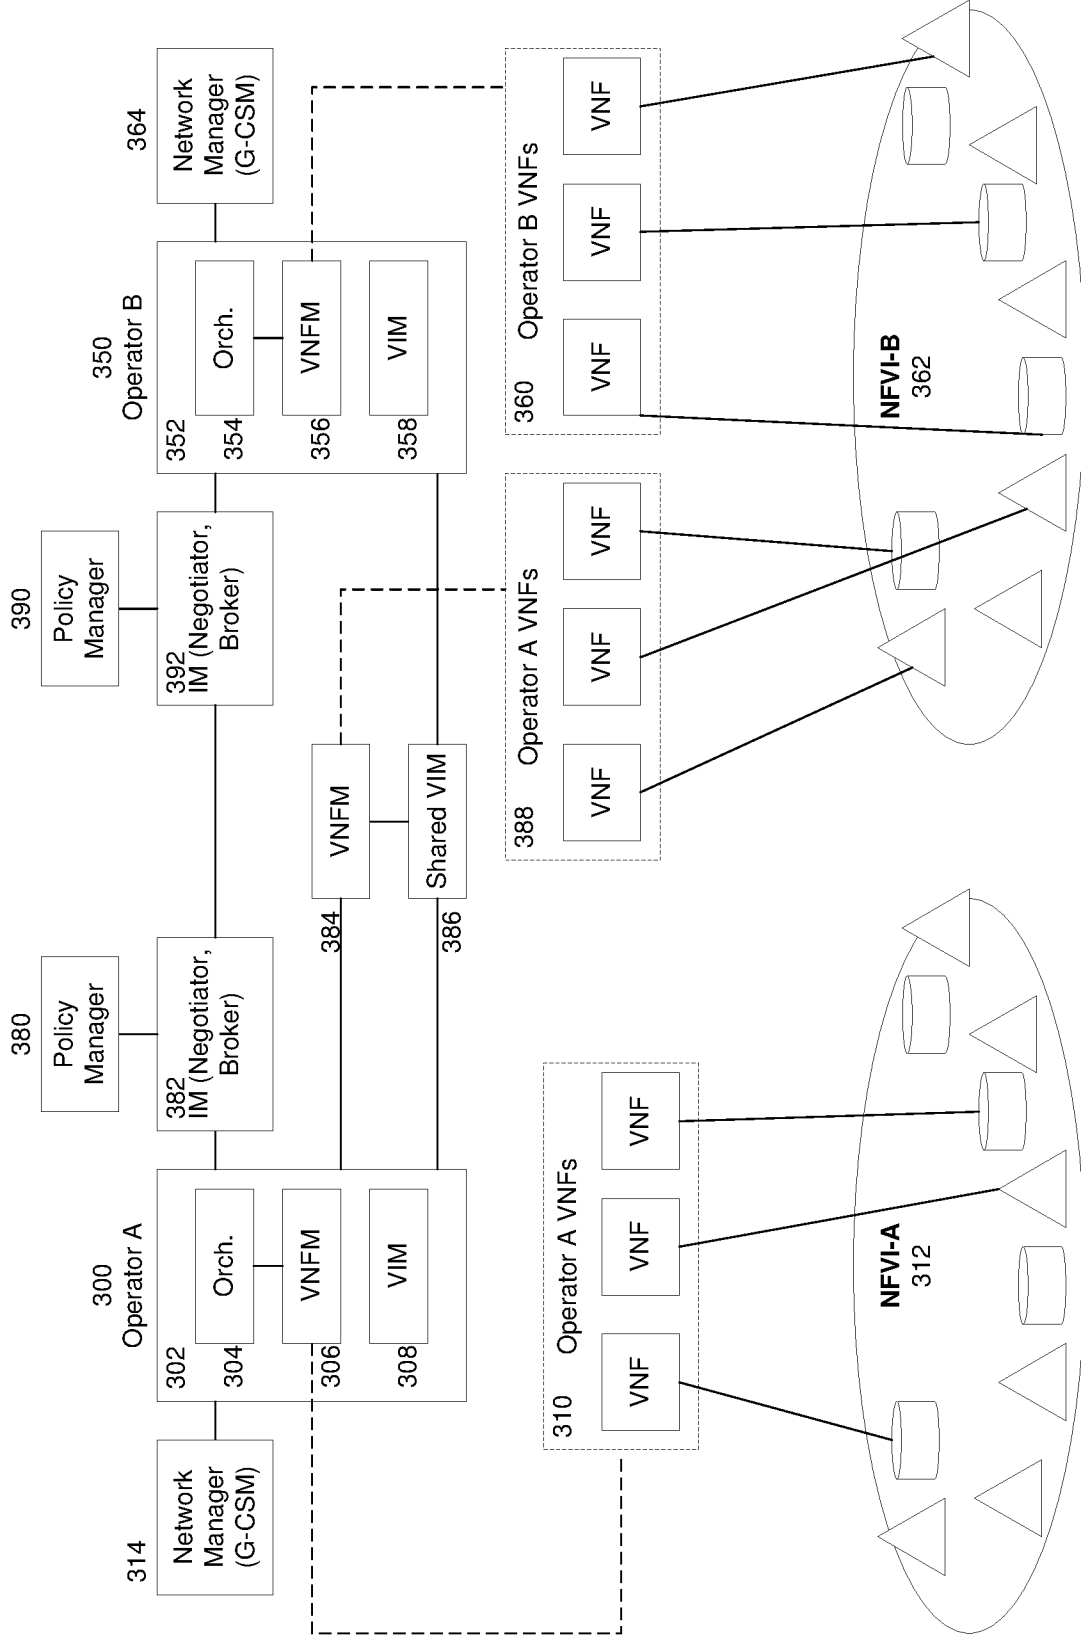 380
Policy
Manager
390
Policy
Manager
314
Network
Manager
(G-CSM)
300
Operator A
302
304
Orch.
306
VNFM
308
VIM
382
IM (Negotiator,
Broker)
392
IM (Negotiator,
Broker)
350
Operator B
352
354
Orch.
356
VNFM
358
VIM
364
Network
Manager
(G-CSM)
384
VNFM
386
Shared VIM
310
Operator A VNFs
VNF
VNF
VNF
388
Operator A VNFs
VNF
VNF
VNF
360
Operator B VNFs
VNF
VNF
VNF
NFVI-A
312
NFVI-B
362